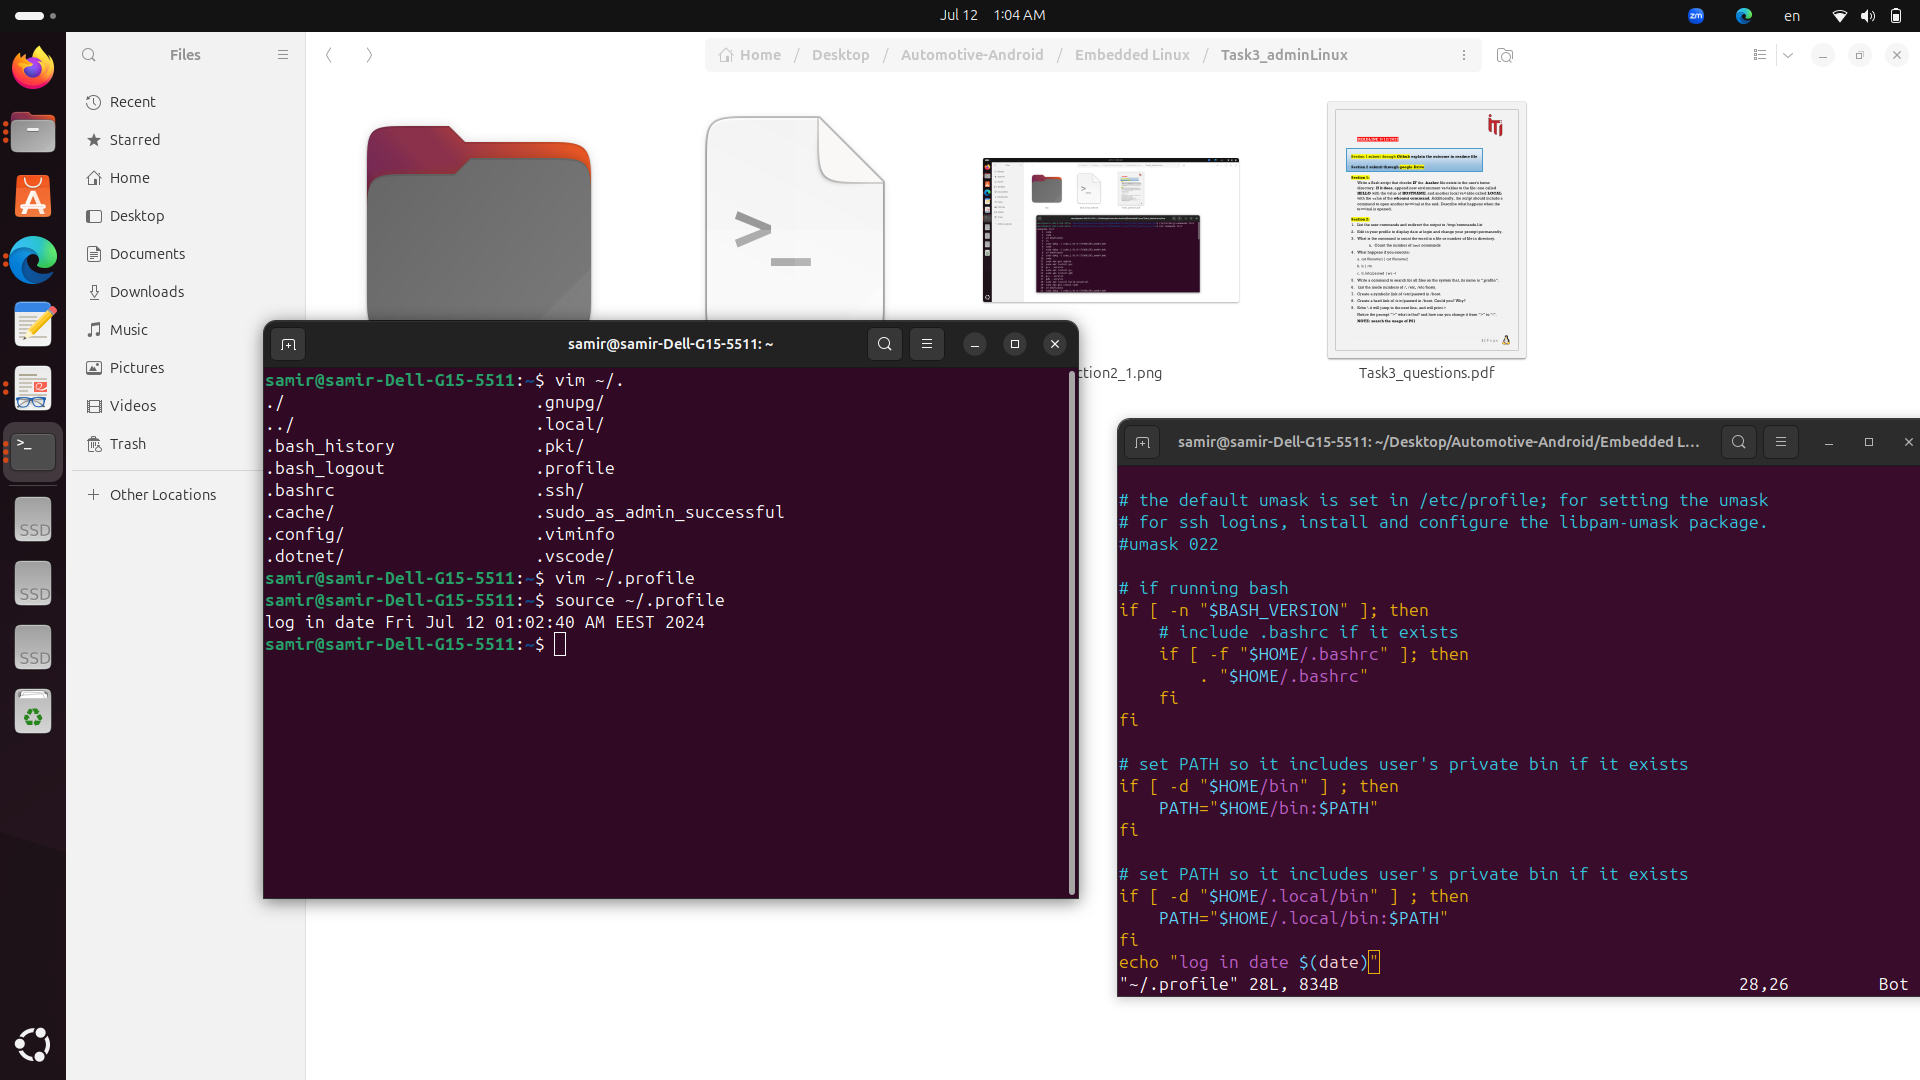 Jul 12 1:04 AM
zm
en
Files
Home / Desktop / Automotive-Android / Embedded Linux / Task3_adminLinux
Recent
Starred
Home
Desktop
Documents
Downloads
Music
Pictures
Videos
Trash
+ Other Locations
SSD
SSD
SSD
ction2_1.png
Task3_questions.pdf
samir@samir-Dell-G15-5511: ~
samir@samir-Dell-G15-5511:~$ vim ~/.
./ .gnupg/
../ .local/
.bash_history .pki/
.bash_logout .profile
.bashrc .ssh/
.cache/ .sudo_as_admin_successful
.config/ .viminfo
.dotnet/ .vscode/
samir@samir-Dell-G15-5511:~$ vim ~/.profile
samir@samir-Dell-G15-5511:~$ source ~/.profile
log in date Fri Jul 12 01:02:40 AM EEST 2024
samir@samir-Dell-G15-5511:~$
samir@samir-Dell-G15-5511: ~/Desktop/Automotive-Android/Embedded L...
# the default umask is set in /etc/profile; for setting the umask
# for ssh logins, install and configure the libpam-umask package.
#umask 022
# if running bash
if [ -n "$BASH_VERSION" ]; then
# include .bashrc if it exists
if [ -f "$HOME/.bashrc" ]; then
. "$HOME/.bashrc"
fi
fi
# set PATH so it includes user's private bin if it exists
if [ -d "$HOME/bin" ] ; then
PATH="$HOME/bin:$PATH"
fi
# set PATH so it includes user's private bin if it exists
if [ -d "$HOME/.local/bin" ] ; then
PATH="$HOME/.local/bin:$PATH"
fi
echo "log in date $(date)"
"~/.profile" 28L, 834B 28,26 Bot